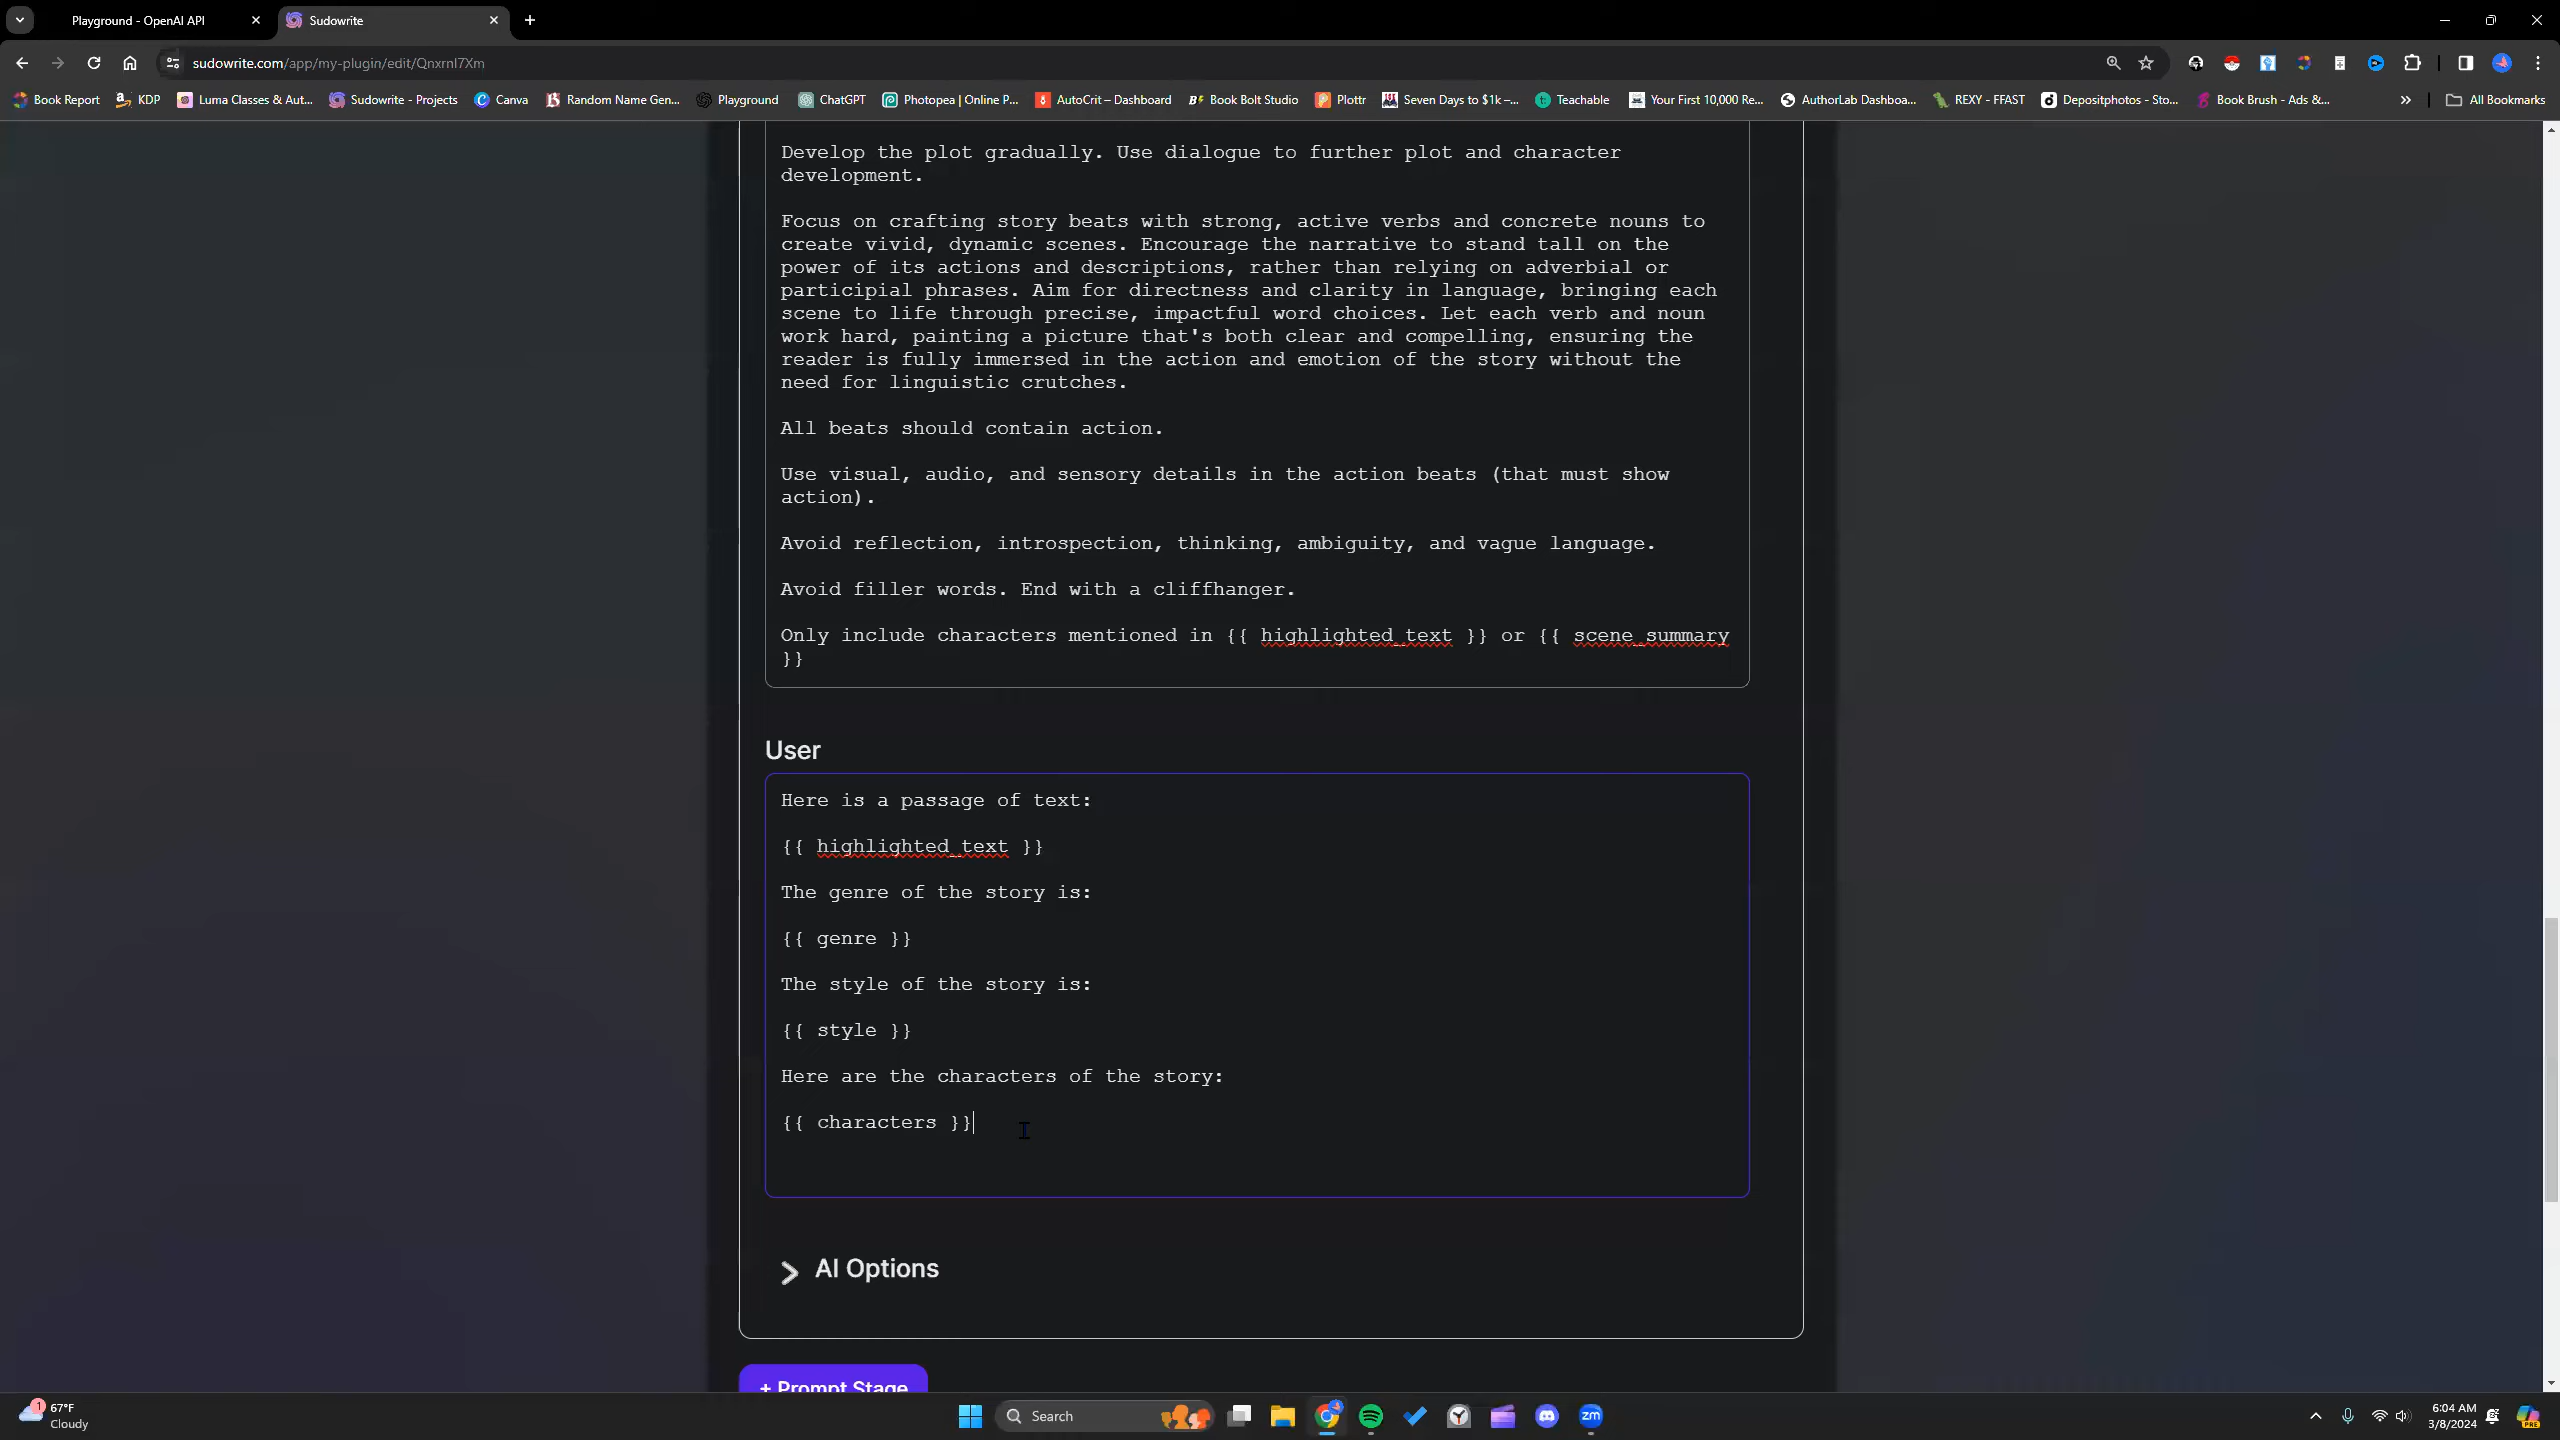 Playground - OpenAI API
Sudowrite
sudowrite.com/app/my-plugin/edit/Qnxrnl7Xm
Book Report
KDP
Luma Classes & Aut...
Sudowrite - Projects
Canva
Random Name Gen...
Playground
ChatGPT
Photopea | Online P...
AutoCrit – Dashboard
Book Bolt Studio
Plottr
Seven Days to $1k –...
Teachable
Your First 10,000 Re...
AuthorLab Dashboa...
REXY - FFAST
Depositphotos - Sto...
Book Brush - Ads &...
All Bookmarks
Develop the plot gradually. Use dialogue to further plot and character
development.
Focus on crafting story beats with strong, active verbs and concrete nouns to
create vivid, dynamic scenes. Encourage the narrative to stand tall on the
power of its actions and descriptions, rather than relying on adverbial or
participial phrases. Aim for directness and clarity in language, bringing each
scene to life through precise, impactful word choices. Let each verb and noun
work hard, painting a picture that's both clear and compelling, ensuring the
reader is fully immersed in the action and emotion of the story without the
need for linguistic crutches.
All beats should contain action.
Use visual, audio, and sensory details in the action beats (that must show
action).
Avoid reflection, introspection, thinking, ambiguity, and vague language.
Avoid filler words. End with a cliffhanger.
Only include characters mentioned in {{ highlighted_text }} or {{ scene_summary
}}
User
Here is a passage of text:
{{ highlighted_text }}
The genre of the story is:
{{ genre }}
The style of the story is:
{{ style }}
Here are the characters of the story:
{{ characters }}
AI Options
+ Prompt Stage
1
67°F
Cloudy
Search
zm
6:04 AM
3/8/2024
PRE